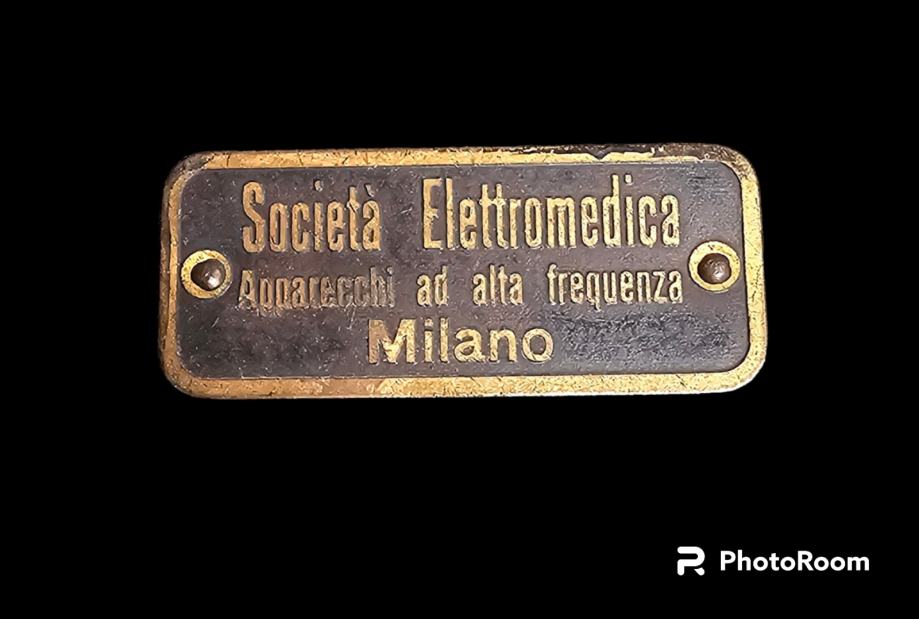 Società Elettromedica
Apparecchi ad alta frequenza
Milano
PhotoRoom